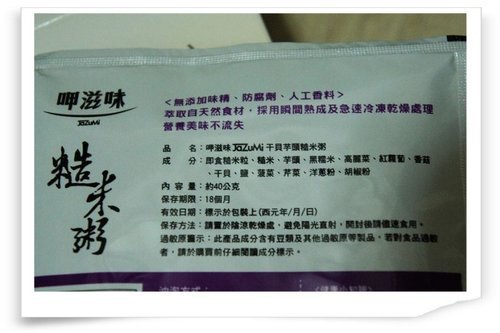 呷滋味
JaZuMi
糙米粥
<無添加味精、防腐劑、人工香料>
萃取自天然食材，採用瞬間熟成及急速冷凍乾燥處理
營養美味不流失
品　名：呷滋味JaZuMi干貝芋頭糙米粥
成　分：即食糙米粒、糙米、芋頭、黑糯米、高麗菜、紅蘿蔔、香菇
、干貝、鹽、菠菜、芹菜、洋蔥粉、胡椒粉
內 容 量：約40公克
保存期限：18個月
有效日期：標示於包裝上(西元年/月/日)
保存方法：請置於陰涼乾燥處，避免陽光直射，開封後請儘速食用。
過敏原警示：此產品成分含有豆類及其他過敏原等製品，若對食品過敏
者，請於購買前仔細閱讀成分標示。